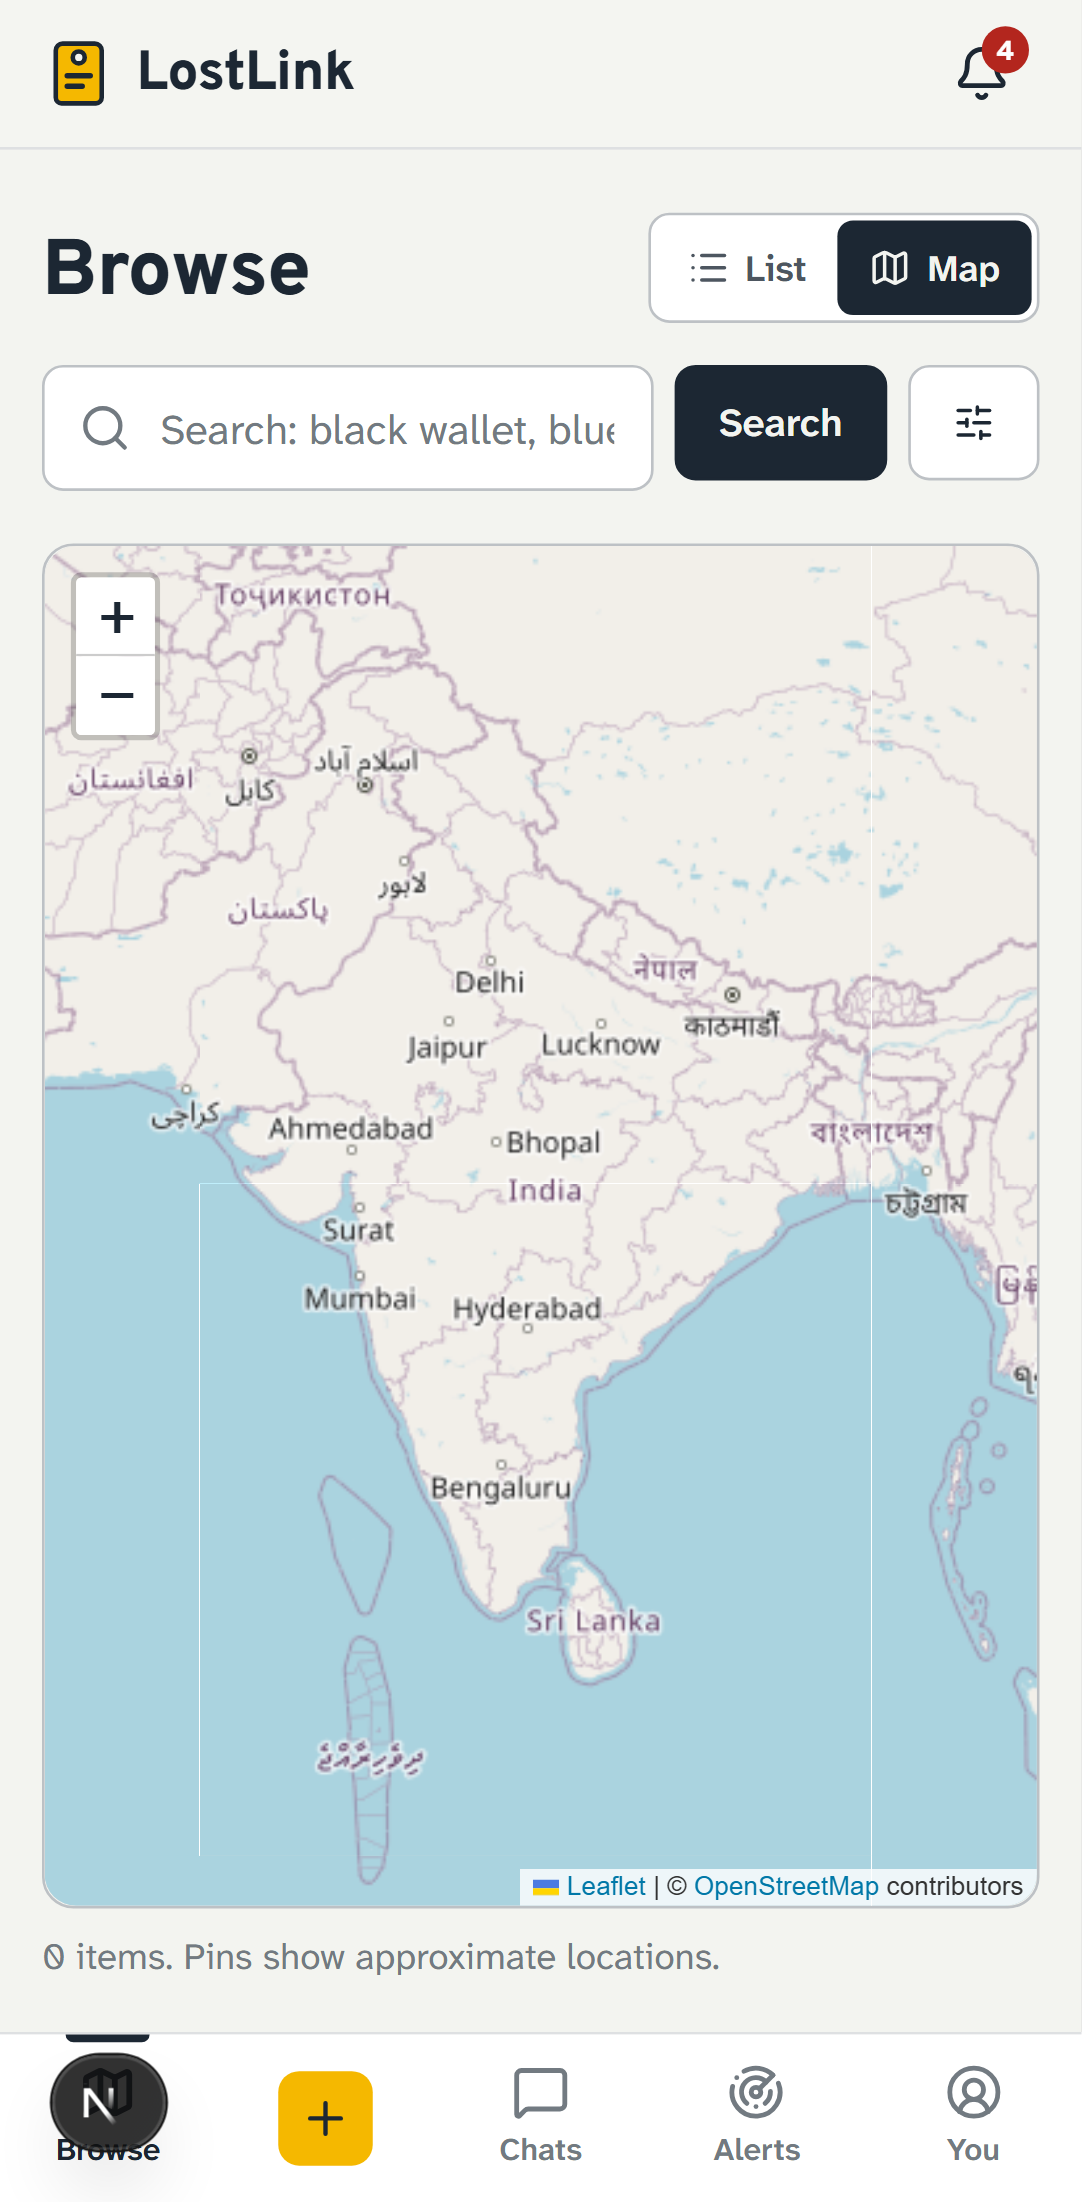 LostLink
4
Browse
List
Map
Search: black wallet, blue
Search
+
−
Тоҷикистон
افغانستان
کابل
اسلام آباد
لاہور
پاکستان
Delhi
नेपाल
काठमाडौँ
Jaipur
Lucknow
کراچی
Ahmedabad
Bhopal
বাংলাদেশ
India
চট্টগ্রাম
Surat
Mumbai
Hyderabad
Bengaluru
Sri Lanka
ދިވެހިރާއްޖެ
Leaflet | © OpenStreetMap contributors
0 items. Pins show approximate locations.
N
Browse
+
Chats
Alerts
You